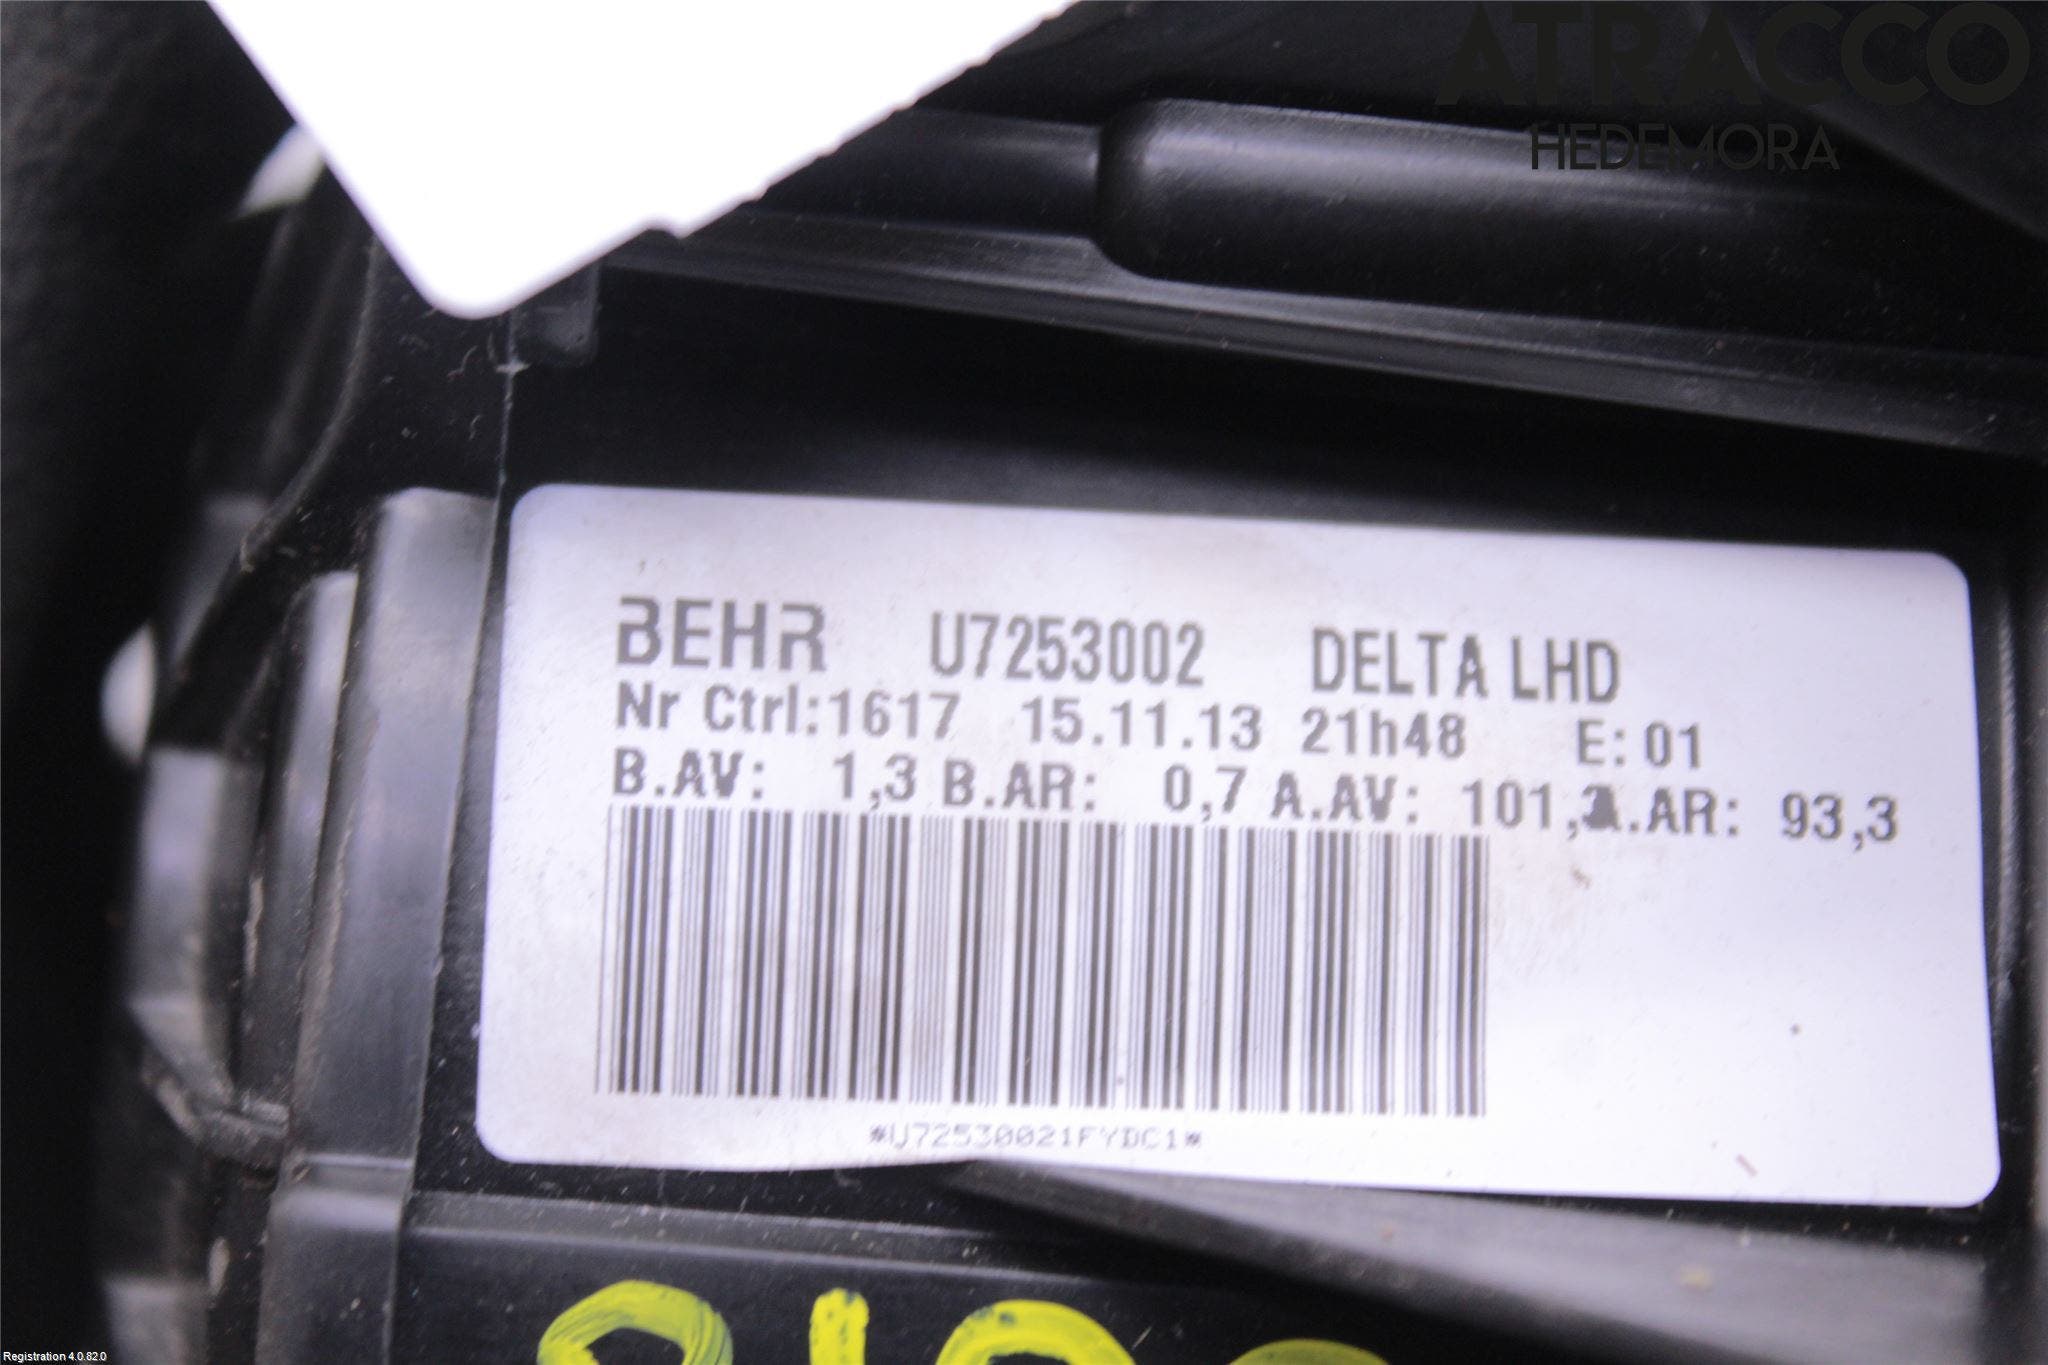 ATRACCO
HEDEMORA
BEHR U7253002 DELTA LHD
Nr Ctrl:1617 15.11.13 21h48 E:01
B.AV: 1,3 B.AR: 0,7 A.AV: 101, A.AR: 93,3
*U72530021FYDC1*
Registration 4.0.82.0